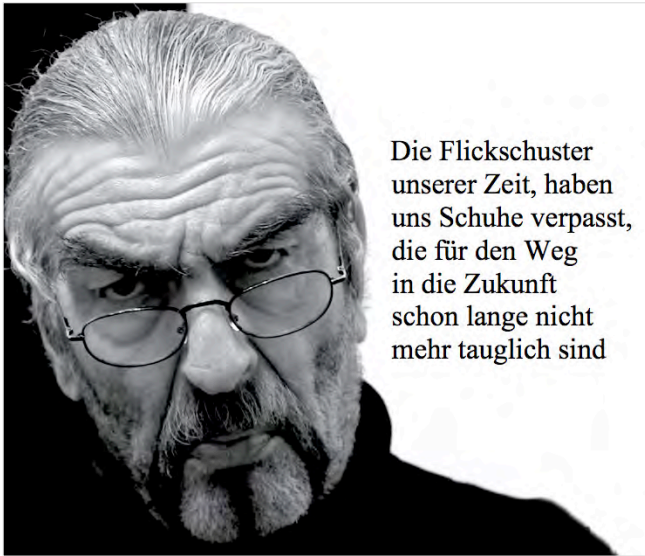 Die Flickschuster
unserer Zeit, haben
uns Schuhe verpasst,
die für den Weg
in die Zukunft
schon lange nicht
mehr tauglich sind